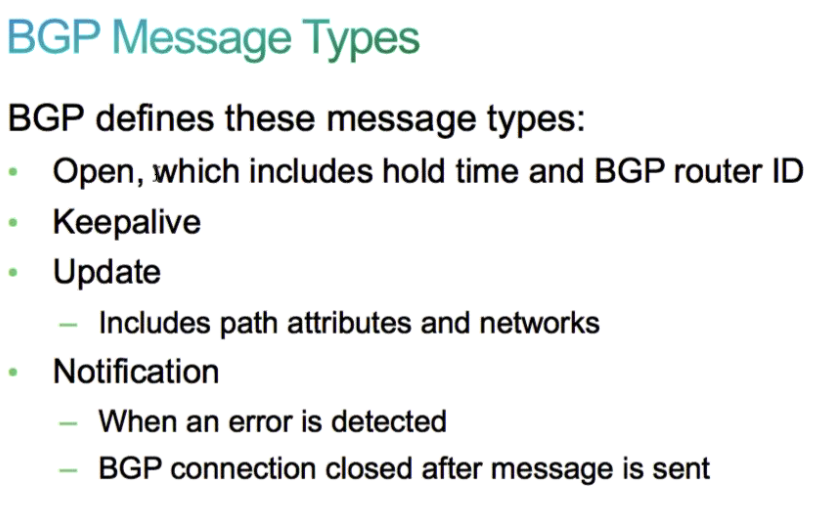 BGP Message Types
BGP defines these message types:
• Open, which includes hold time and BGP router ID
• Keepalive
• Update
– Includes path attributes and networks
• Notification
– When an error is detected
– BGP connection closed after message is sent